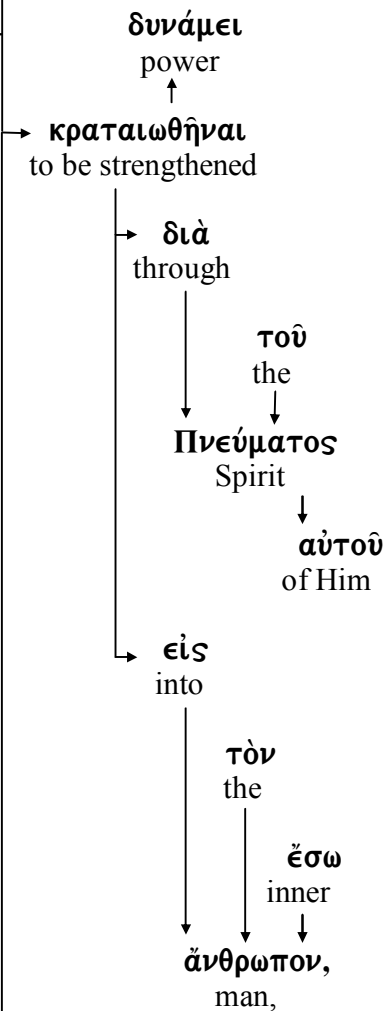 δυνάμει
power
κραταιωθῆναι
to be strengthened
διὰ
through
τοῦ
the
Πνεύματος
Spirit
αὐτοῦ
of Him
εἰς
into
τὸν
the
ἔσω
inner
ἄνθρωπον,
man,